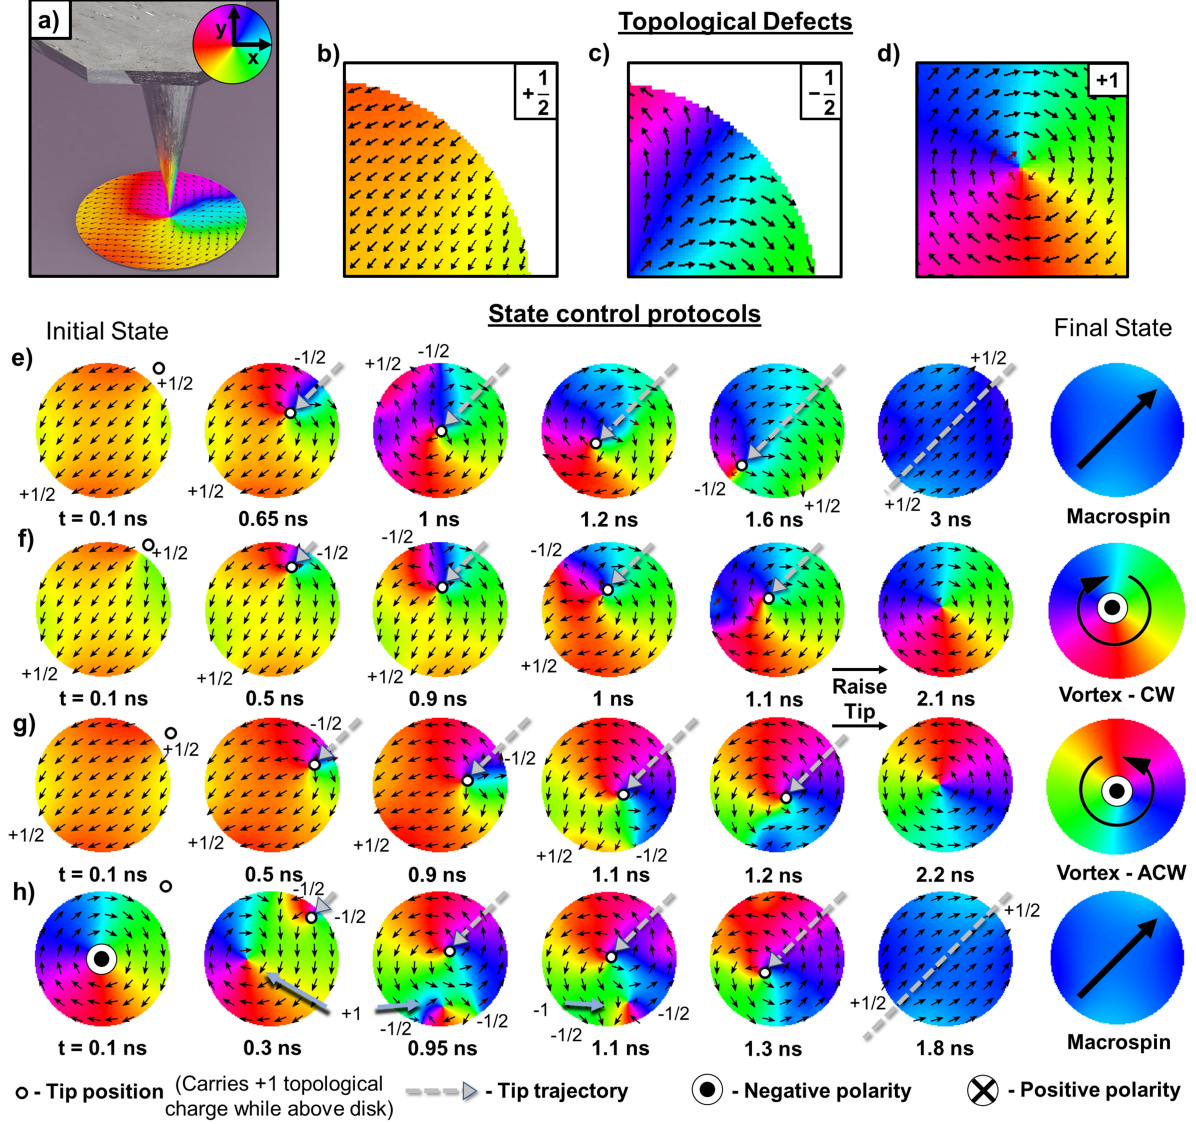 Topological Defects
a)
y
x
b)
+ 1/2
c)
− 1/2
d)
+1
State control protocols
Initial State
Final State
e)
+1/2
-1/2
+1/2
-1/2
+1/2
+1/2
+1/2
-1/2
+1/2
+1/2
t = 0.1 ns
0.65 ns
1 ns
1.2 ns
1.6 ns
3 ns
Macrospin
f)
+1/2
-1/2
-1/2
-1/2
+1/2
+1/2
+1/2
+1/2
Raise
Tip
t = 0.1 ns
0.5 ns
0.9 ns
1 ns
1.1 ns
2.1 ns
Vortex - CW
g)
+1/2
-1/2
-1/2
+1/2
+1/2
+1/2
+1/2
-1/2
t = 0.1 ns
0.5 ns
0.9 ns
1.1 ns
1.2 ns
2.2 ns
Vortex - ACW
h)
-1/2
-1/2
+1/2
+1
-1/2
-1/2
-1
-1/2
-1/2
+1/2
t = 0.1 ns
0.3 ns
0.95 ns
1.1 ns
1.3 ns
1.8 ns
Macrospin
- Tip position
(Carries +1 topological
charge while above disk)
- Tip trajectory
- Negative polarity
- Positive polarity